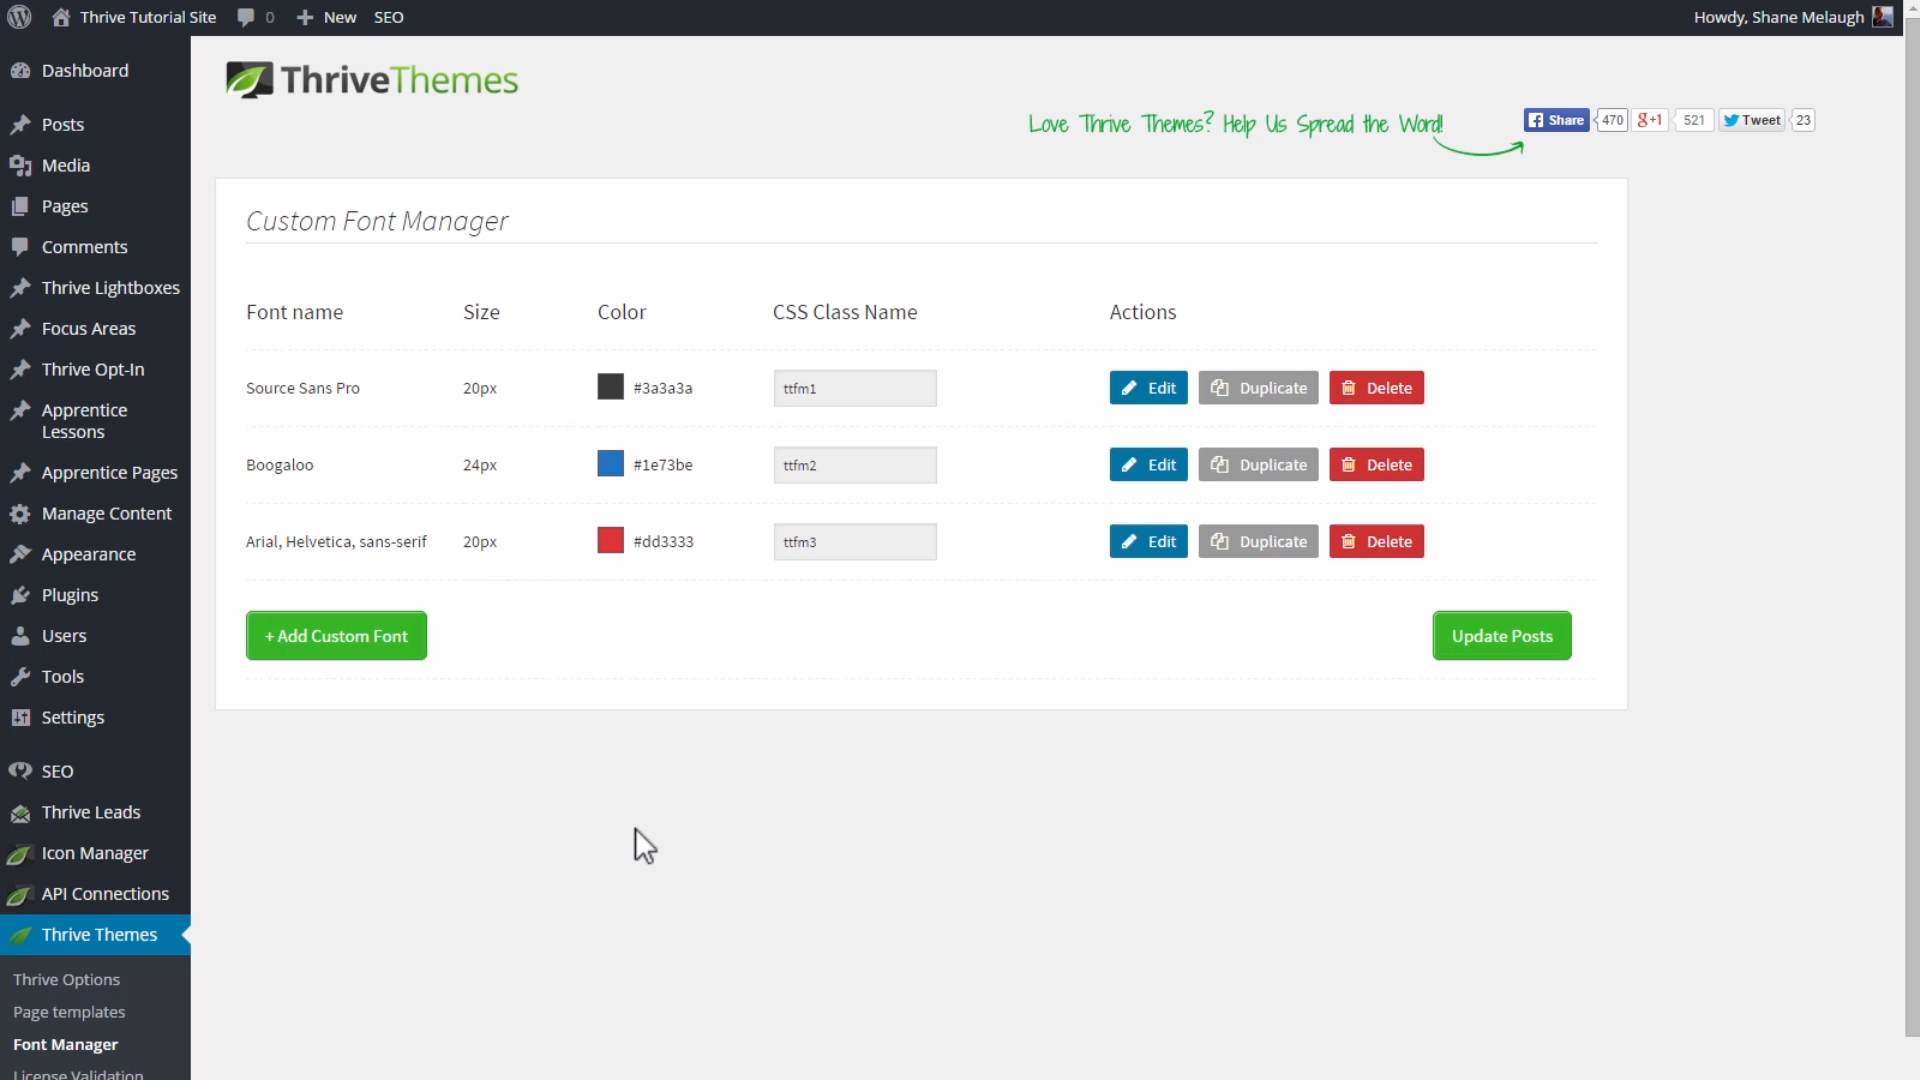 Thrive Tutorial Site 0 New SEO
Howdy, Shane Melaugh
Dashboard
Posts
Media
Pages
Comments
Thrive Lightboxes
Focus Areas
Thrive Opt-In
Apprentice
Lessons
Apprentice Pages
Manage Content
Appearance
Plugins
Users
Tools
Settings
SEO
Thrive Leads
Icon Manager
API Connections
Thrive Themes
Thrive Options
Page templates
Font Manager
License Validation
ThriveThemes
Love Thrive Themes? Help Us Spread the Word!
Share 470 g+1 521 Tweet 23
Custom Font Manager
Font name Size Color CSS Class Name Actions
Source Sans Pro 20px #3a3a3a ttfm1 Edit Duplicate Delete
Boogaloo 24px #1e73be ttfm2 Edit Duplicate Delete
Arial, Helvetica, sans-serif 20px #dd3333 ttfm3 Edit Duplicate Delete
+ Add Custom Font Update Posts